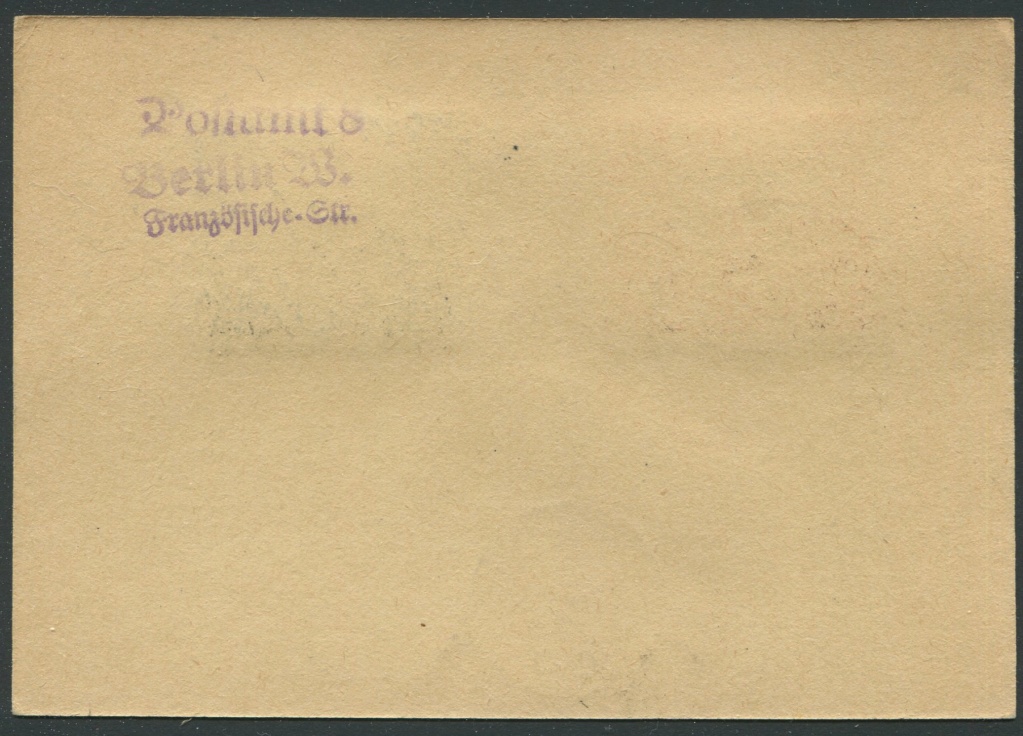 Postamt 8
Berlin W.
Französische-Str.